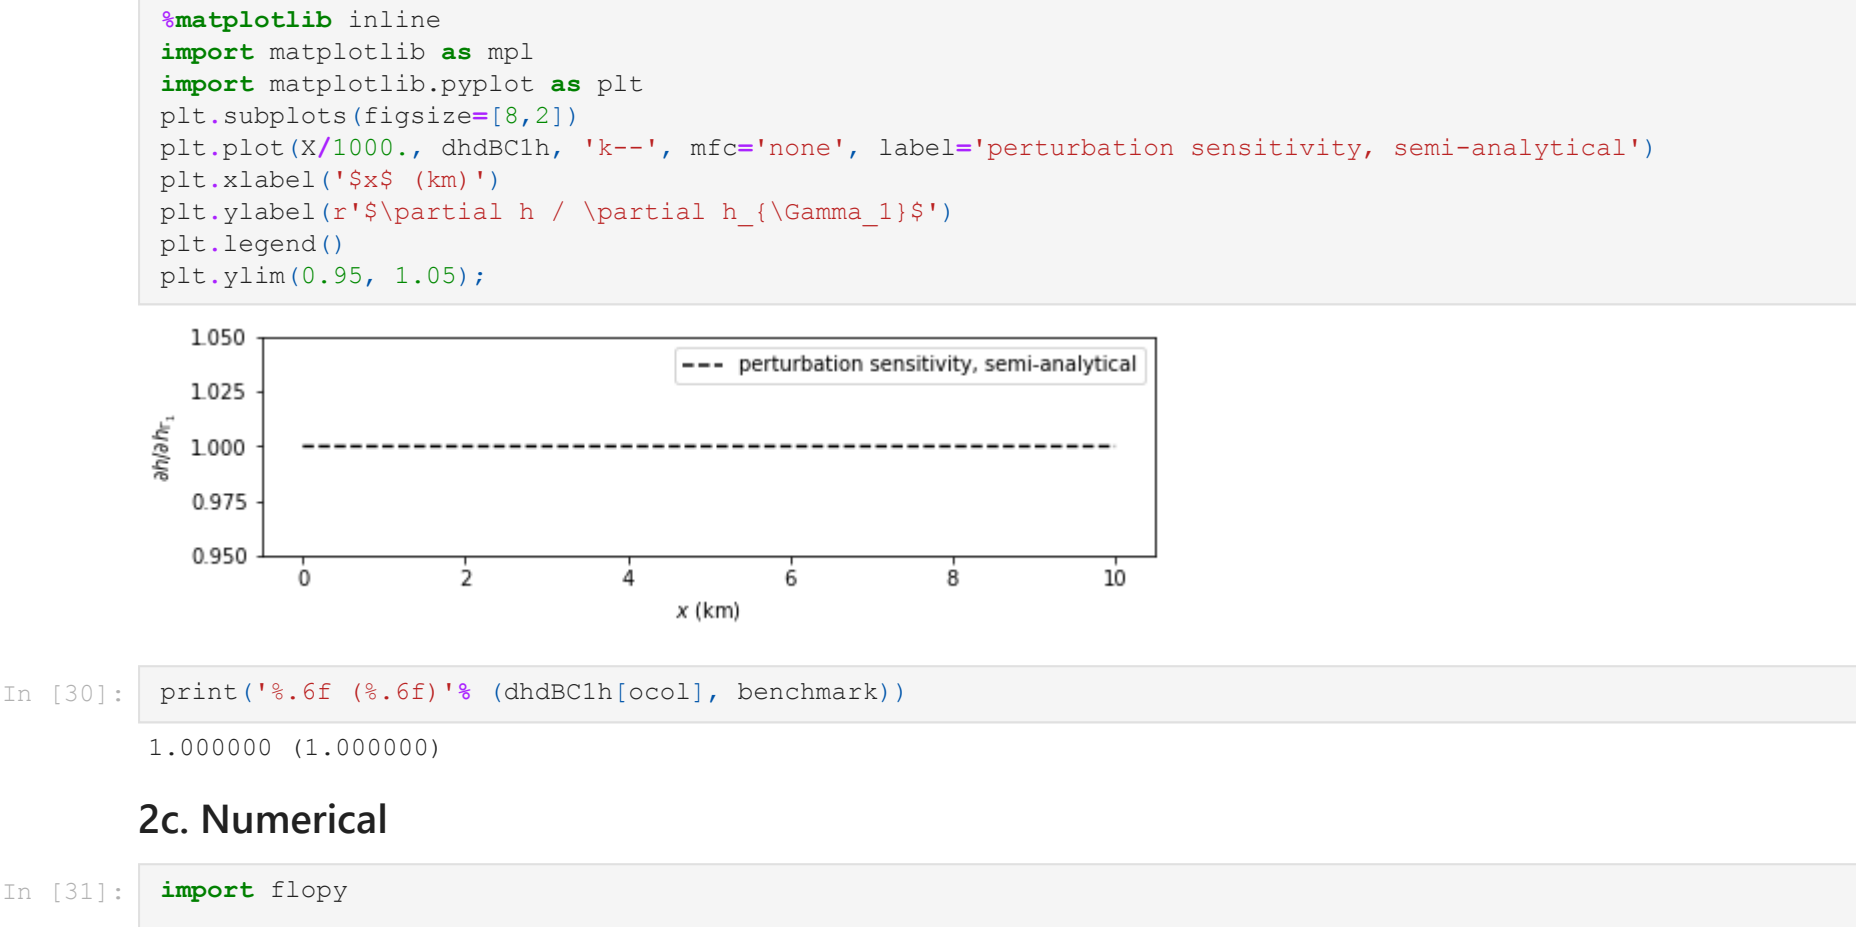 %matplotlib inline
import matplotlib as mpl
import matplotlib.pyplot as plt
plt.subplots(figsize=[8,2])
plt.plot(X/1000., dhdBC1h, 'k--', mfc='none', label='perturbation sensitivity, semi-analytical')
plt.xlabel('$x$ (km)')
plt.ylabel(r'$\partial h / \partial h_{\Gamma_1}$')
plt.legend()
plt.ylim(0.95, 1.05);
1.050
perturbation sensitivity, semi-analytical
1.025
1.000
0.975
0.950
∂h/∂hΓ₁
0 2 4 6 8 10
x (km)
In [30]: print('%.6f (%.6f)'% (dhdBC1h[ocol], benchmark))
1.000000 (1.000000)
2c. Numerical
In [31]: import flopy